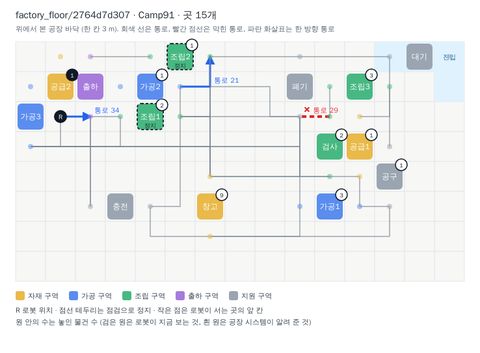 factory_floor/2764d7d307 · Camp91 · 곳 15개
위에서 본 공장 바닥 (한 칸 3 m). 회색 선은 통로, 빨간 점선은 막힌 통로, 파란 화살표는 한 방향 통로
조립2 정지 1
대기
진입
공급2 1
출하
가공2 1
통로 21
폐기
조립3 3
가공3
R
통로 34
조립1 정지 2
✕ 통로 29
검사 2
공급1 1
공구 1
충전
창고 9
가공1 3
자재 구역
가공 구역
조립 구역
출하 구역
지원 구역
R 로봇 위치 · 점선 테두리는 점검으로 정지 · 작은 점은 로봇이 서는 곳의 앞 칸
원 안의 수는 놓인 물건 수 (검은 원은 로봇이 지금 보는 것, 흰 원은 공장 시스템이 알려 준 것)